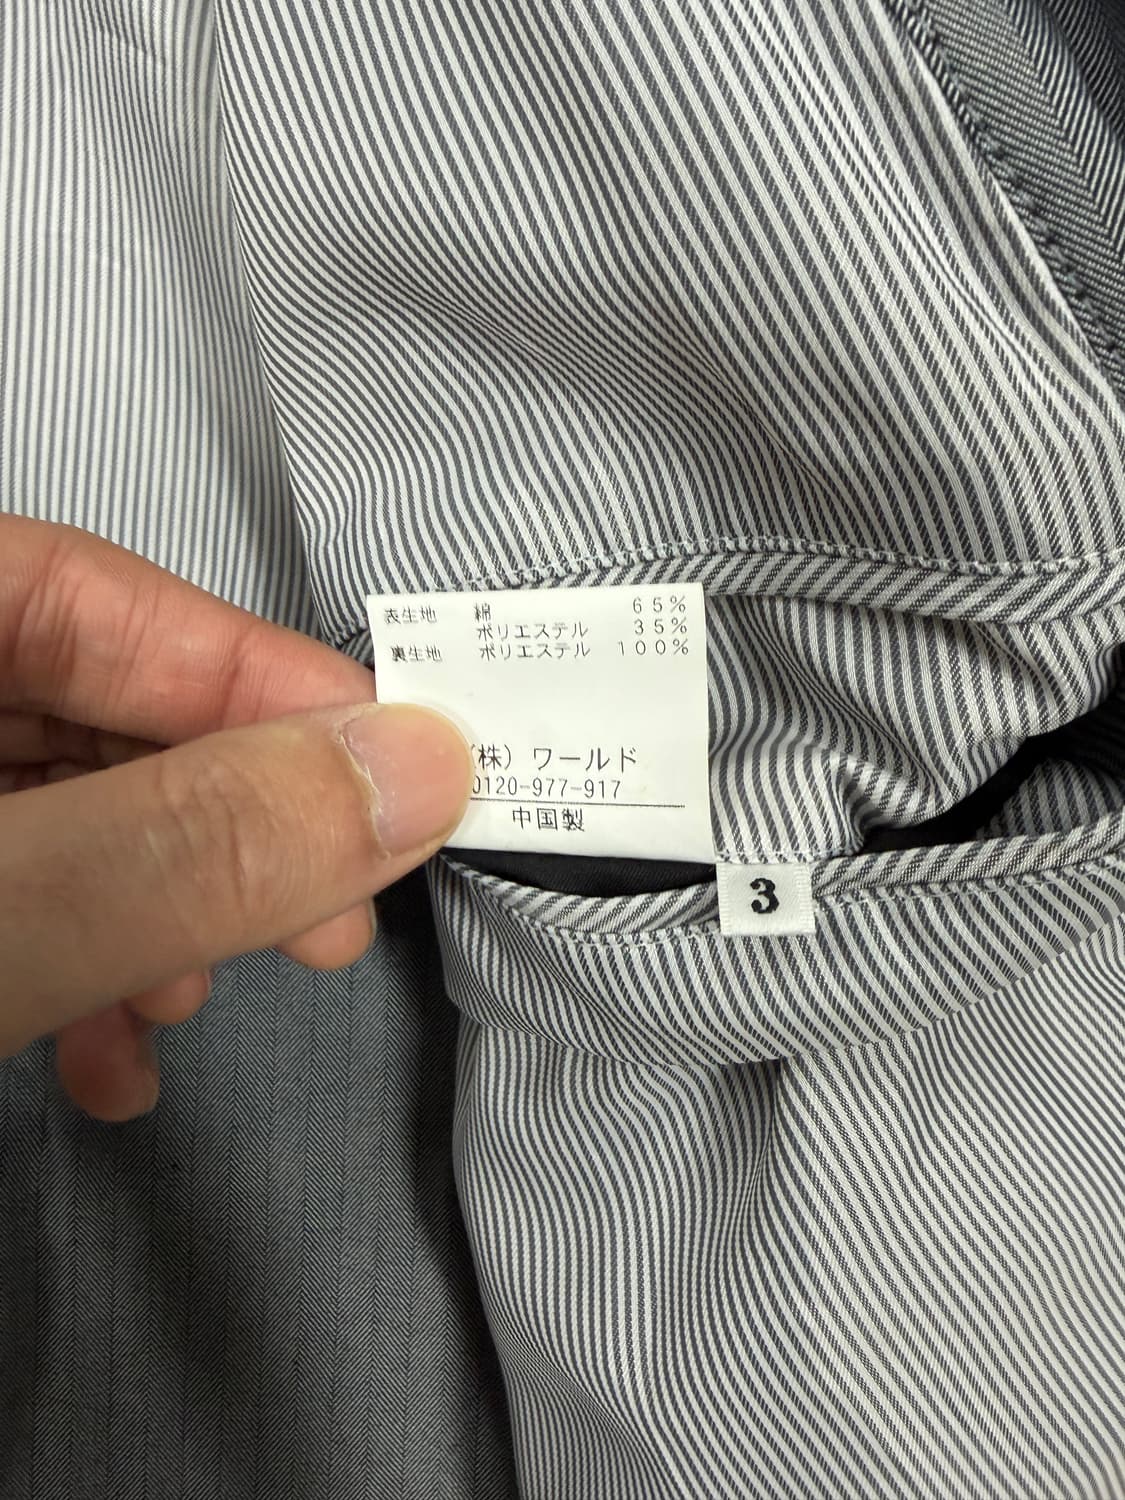 表生地 綿 65%
ポリエステル 35%
裏生地 ポリエステル 100%
(株) ワールド
0120-977-917
中国製
3